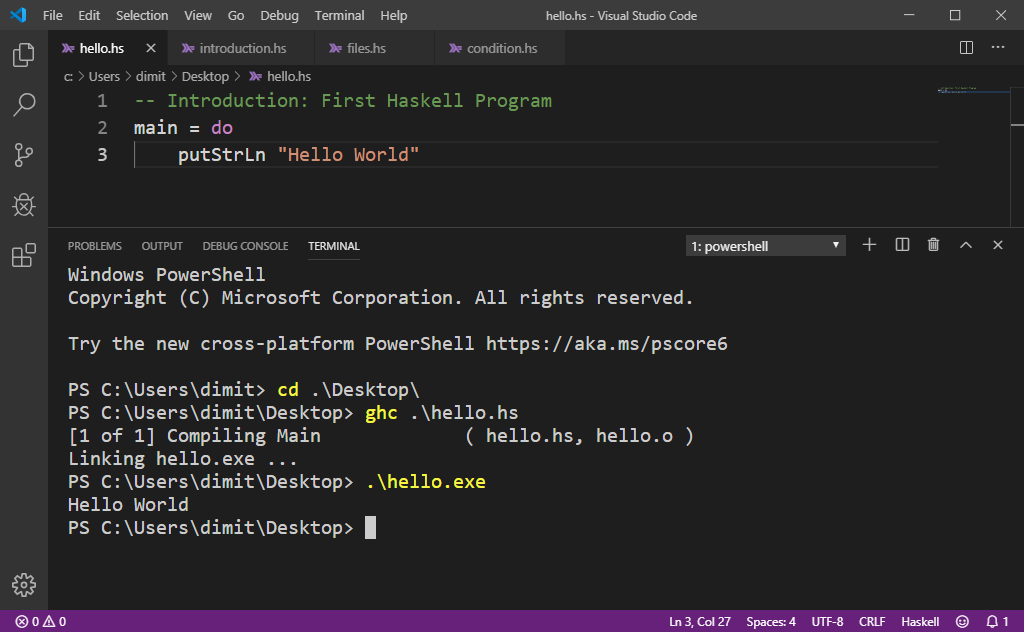 File Edit Selection View Go Debug Terminal Help hello.hs - Visual Studio Code
hello.hs introduction.hs files.hs condition.hs
c: > Users > dimit > Desktop > hello.hs
1 -- Introduction: First Haskell Program
2 main = do
3     putStrLn "Hello World"
PROBLEMS OUTPUT DEBUG CONSOLE TERMINAL 1: powershell
Windows PowerShell
Copyright (C) Microsoft Corporation. All rights reserved.
Try the new cross-platform PowerShell https://aka.ms/pscore6
PS C:\Users\dimit> cd .\Desktop\
PS C:\Users\dimit\Desktop> ghc .\hello.hs
[1 of 1] Compiling Main             ( hello.hs, hello.o )
Linking hello.exe ...
PS C:\Users\dimit\Desktop> .\hello.exe
Hello World
PS C:\Users\dimit\Desktop>
0 0 Ln 3, Col 27 Spaces: 4 UTF-8 CRLF Haskell 1